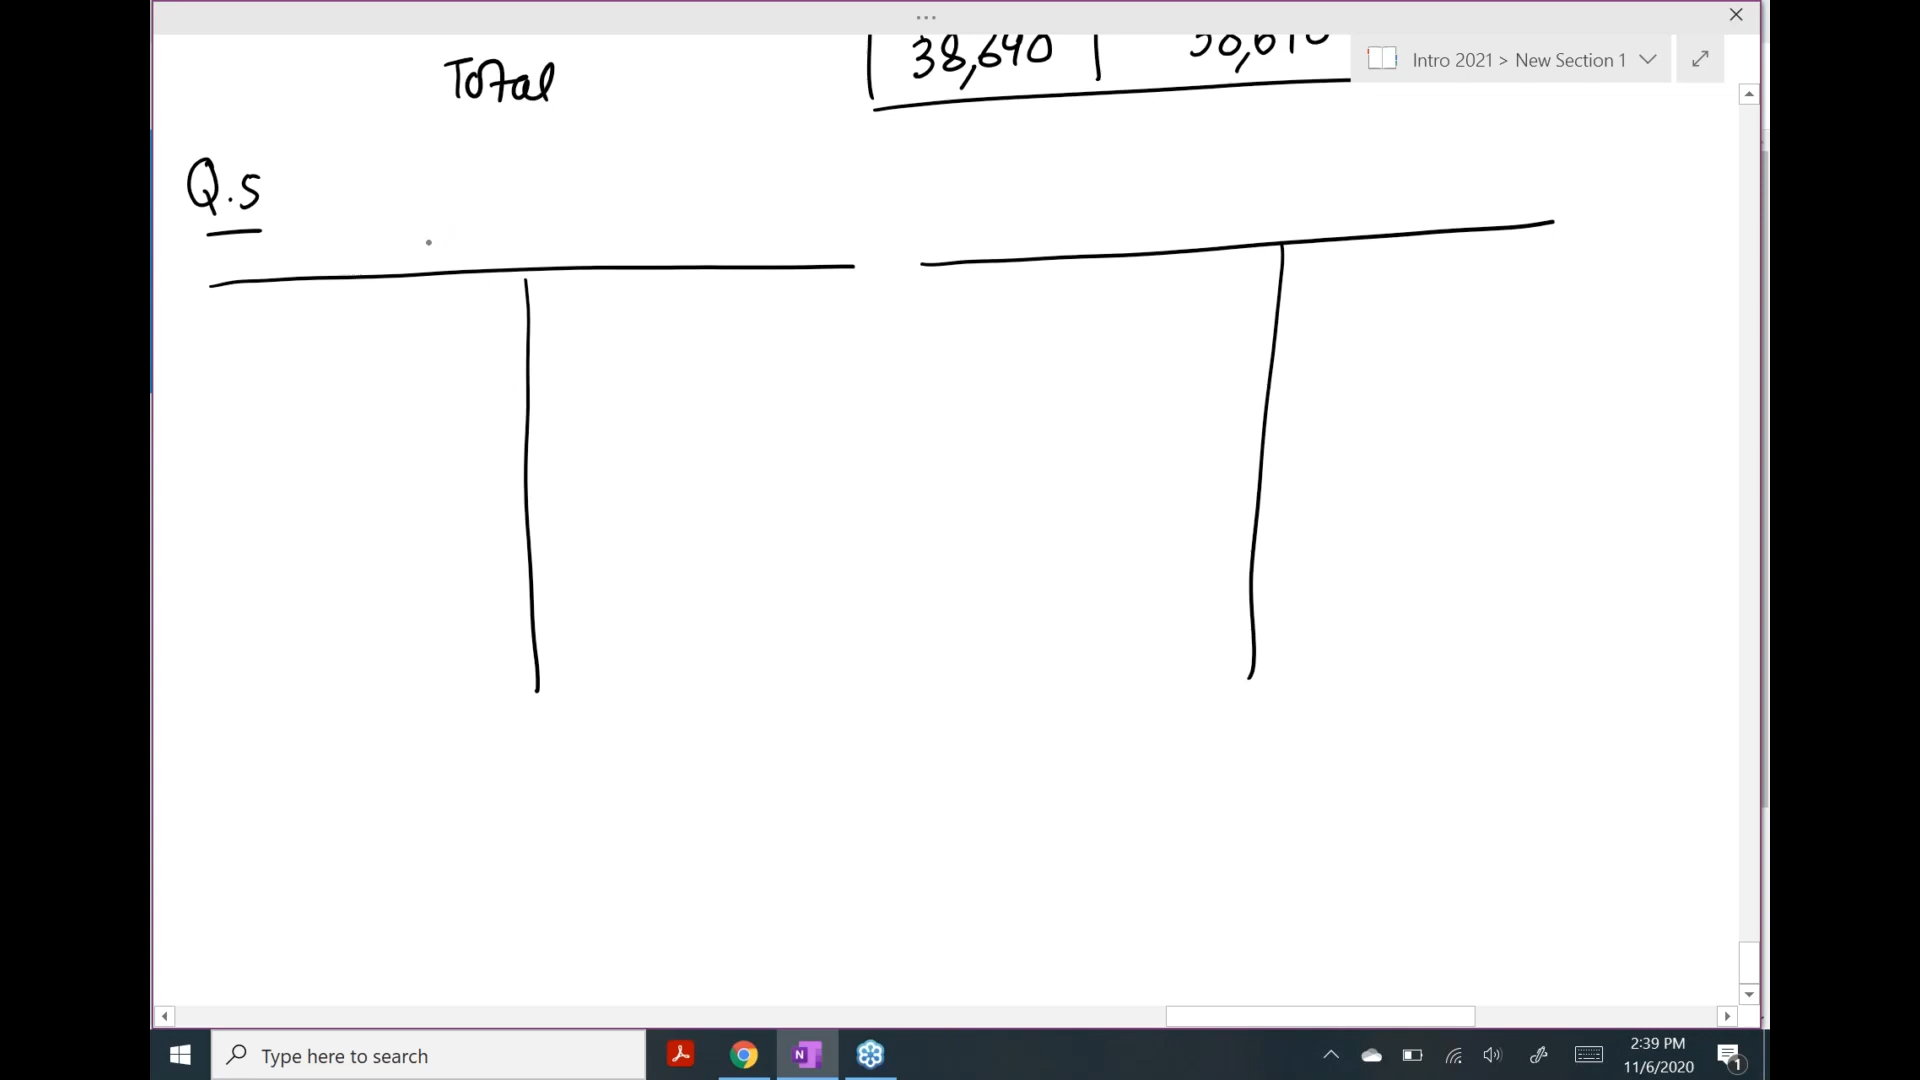 38,640
Total
Intro 2021 > New Section 1
Q.5
Type here to search
N
2:39 PM
11/6/2020
1